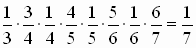 1/3 · 3/4 · 1/4 · 4/5 · 1/5 · 5/6 · 1/6 · 6/7 = 1/7